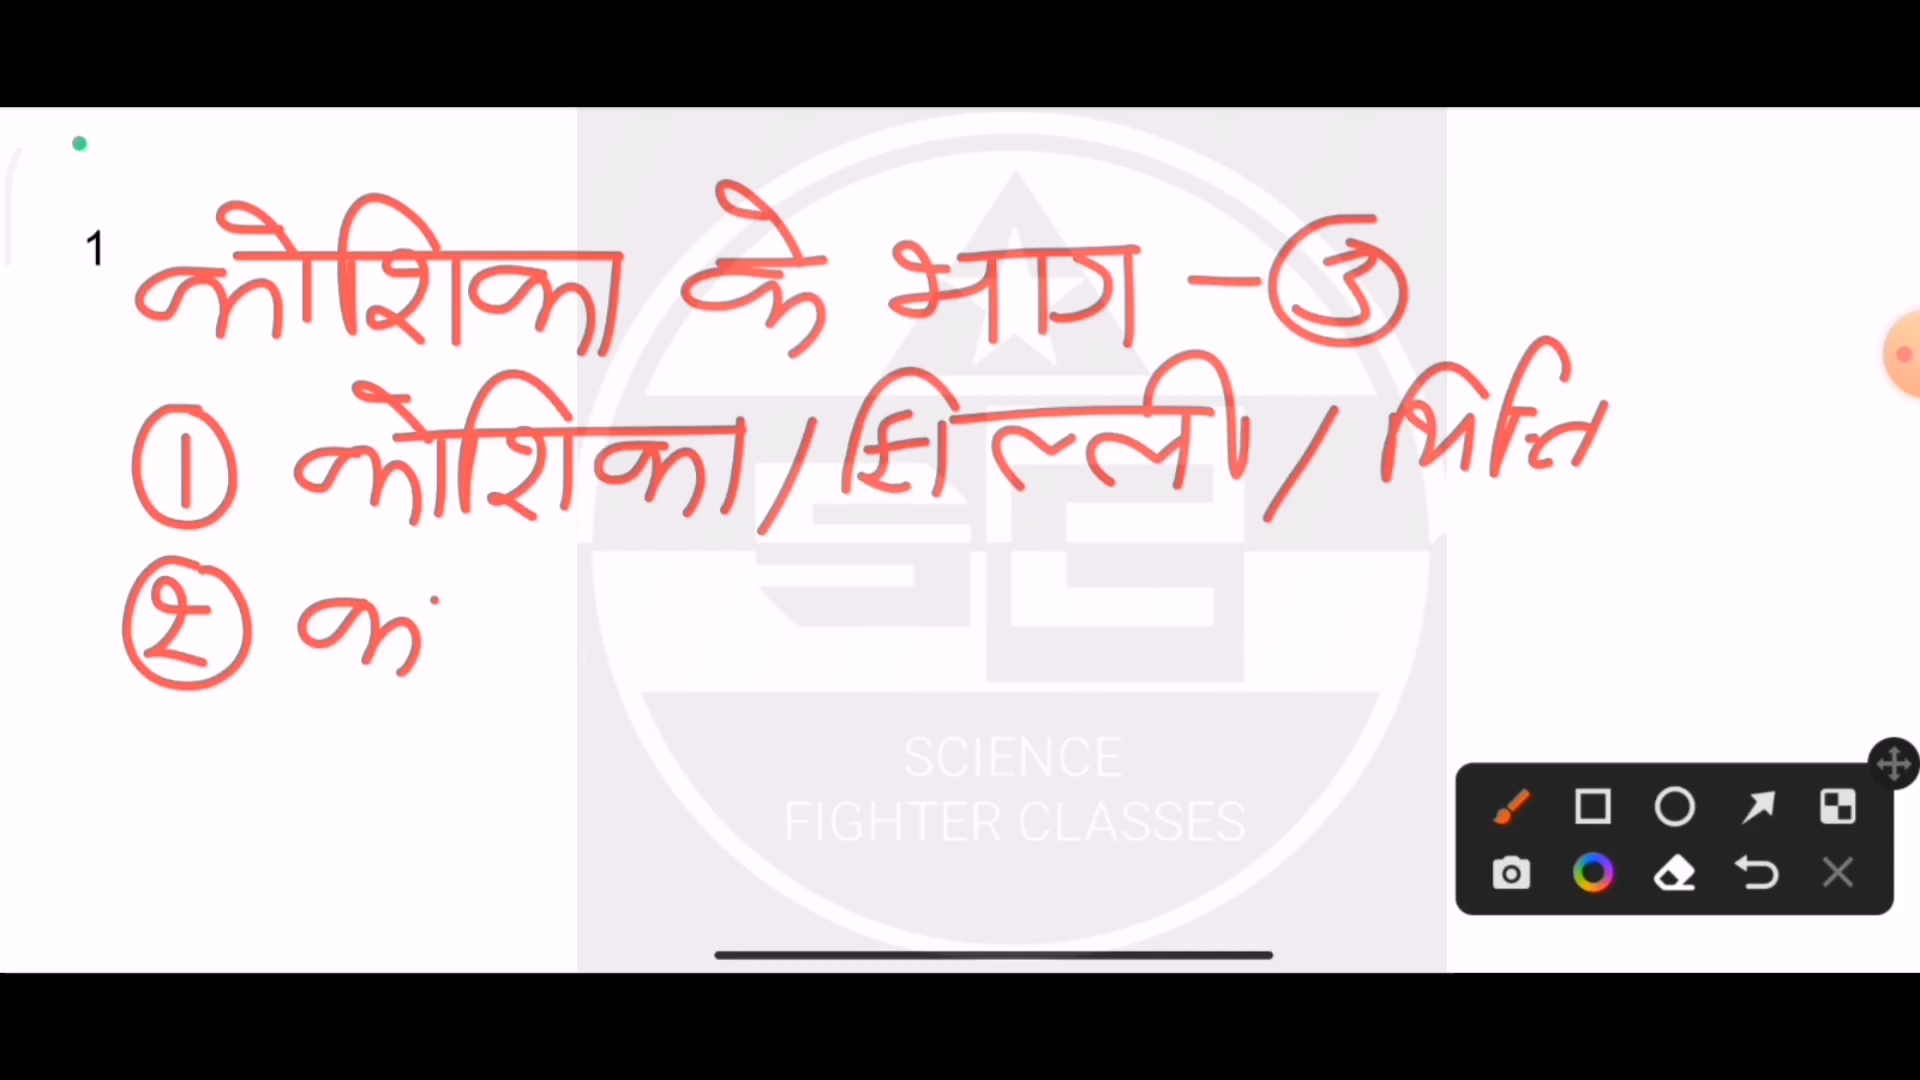 1
कोशिका के भाग - ③
① कोशिका / झिल्ली / भित्ति
② क
SCIENCE
FIGHTER CLASSES